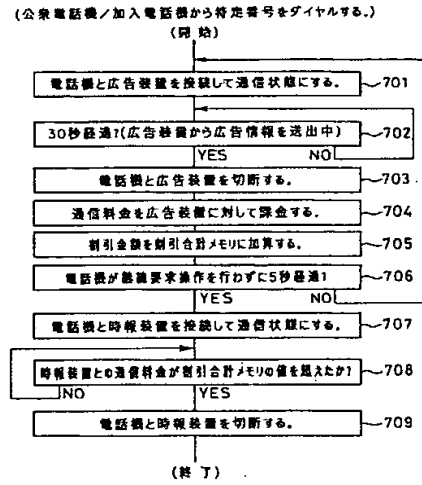 (公衆電話機/加入電話機から特定番号をダイヤルする。)
(開始)
電話機と広告装置を接続して通信状態にする。 701
30秒経過?(広告装置から広告情報を送出中) 702
YES NO
電話機と広告装置を切断する。 703
通信料金を広告装置に対して課金する。 704
割引金額を割引合計メモリに加算する。 705
電話機が継続要求操作を行わずに5秒経過? 706
YES NO
電話機と時報装置を接続して通信状態にする。 707
時報装置との通信料金が割引合計メモリの値を超えたか? 708
NO YES
電話機と時報装置を切断する。 709
(終了)